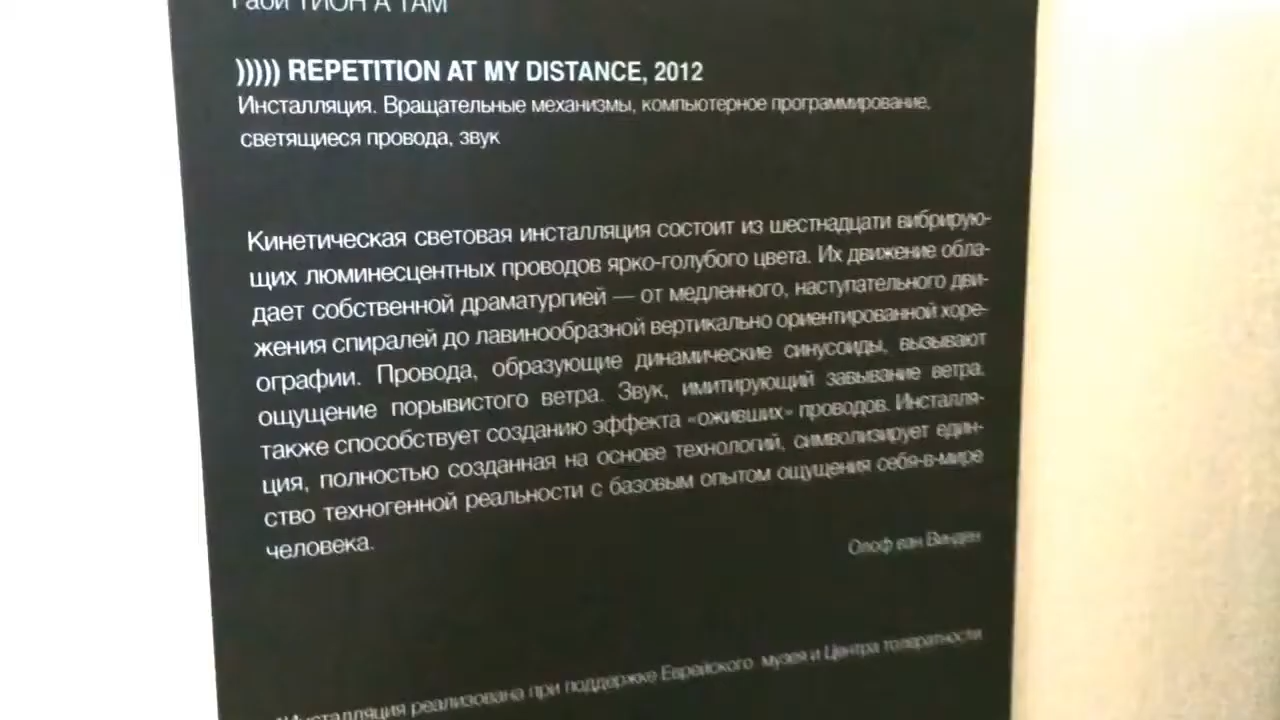 Габи ТЙОН А ТАМ
))))) REPETITION AT MY DISTANCE, 2012
Инсталляция. Вращательные механизмы, компьютерное программирование,
светящиеся провода, звук
Кинетическая световая инсталляция состоит из шестнадцати вибрирую-
щих люминесцентных проводов ярко-голубого цвета. Их движение обла-
дает собственной драматургией — от медленного, наступательного дви-
жения спиралей до лавинообразной вертикально ориентированной хоре-
ографии. Провода, образующие динамические синусоиды, вызывают
ощущение порывистого ветра. Звук, имитирующий завывание ветра,
также способствует созданию эффекта «оживших» проводов. Инсталля-
ция, полностью созданная на основе технологий, символизирует един-
ство техногенной реальности с базовым опытом ощущения себя-в-мире
человека.
Олоф ван Винден
*Инсталляция реализована при поддержке Еврейского музея и Центра толерантности